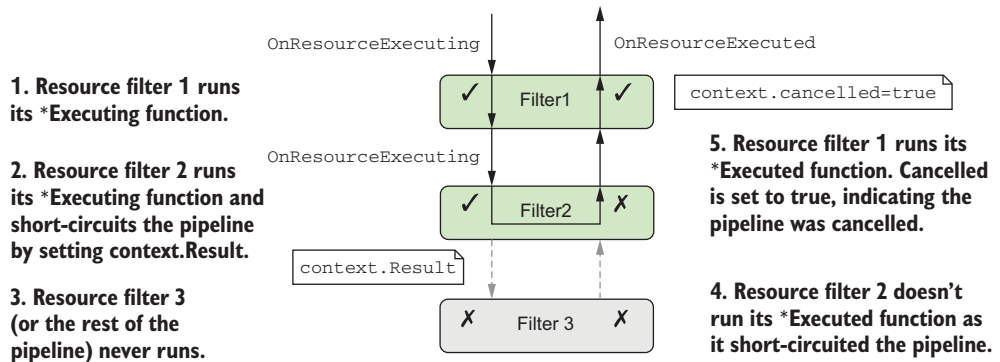 OnResourceExecuting
OnResourceExecuted
1. Resource filter 1 runs
its *Executing function.
✓ Filter1 ✓
context.cancelled=true
OnResourceExecuting
2. Resource filter 2 runs
its *Executing function and
short-circuits the pipeline
by setting context.Result.
✓ Filter2 ✗
5. Resource filter 1 runs its
*Executed function. Cancelled
is set to true, indicating the
pipeline was cancelled.
context.Result
3. Resource filter 3
(or the rest of the
pipeline) never runs.
✗ Filter 3 ✗
4. Resource filter 2 doesn’t
run its *Executed function as
it short-circuited the pipeline.